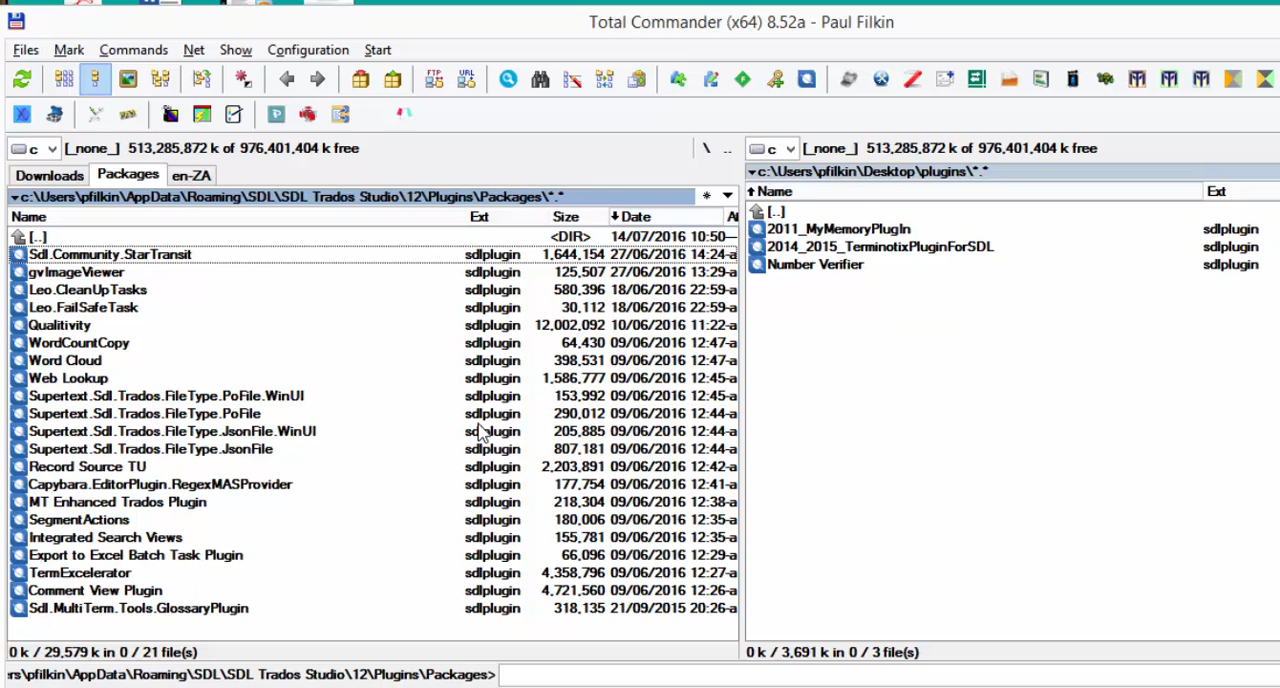 Total Commander (x64) 8.52a - Paul Filkin
Files Mark Commands Net Show Configuration Start
FTP URL
c [_none_] 513,285,872 k of 976,401,404 k free \ ..
Downloads Packages en-ZA
c:\Users\pfilkin\AppData\Roaming\SDL\SDL Trados Studio\12\Plugins\Packages\*.* *
Name Ext Size Date
[..] <DIR> 14/07/2016 10:50—
Sdl.Community.StarTransit sdlplugin 1,644,154 27/06/2016 14:24-a
gvImageViewer sdlplugin 125,507 27/06/2016 13:29-a
Leo.CleanUpTasks sdlplugin 580,396 18/06/2016 22:59-a
Leo.FailSafeTask sdlplugin 30,112 18/06/2016 22:59-a
Qualitivity sdlplugin 12,002,092 10/06/2016 11:22-a
WordCountCopy sdlplugin 64,430 09/06/2016 12:47-a
Word Cloud sdlplugin 398,531 09/06/2016 12:47-a
Web Lookup sdlplugin 1,586,777 09/06/2016 12:45-a
Supertext.Sdl.Trados.FileType.PoFile.WinUI sdlplugin 153,992 09/06/2016 12:45-a
Supertext.Sdl.Trados.FileType.PoFile sdlplugin 290,012 09/06/2016 12:44-a
Supertext.Sdl.Trados.FileType.JsonFile.WinUI sdlplugin 205,885 09/06/2016 12:44-a
Supertext.Sdl.Trados.FileType.JsonFile sdlplugin 807,181 09/06/2016 12:44-a
Record Source TU sdlplugin 2,203,891 09/06/2016 12:42-a
Capybara.EditorPlugin.RegexMASProvider sdlplugin 177,754 09/06/2016 12:41-a
MT Enhanced Trados Plugin sdlplugin 218,304 09/06/2016 12:38-a
SegmentActions sdlplugin 180,006 09/06/2016 12:35-a
Integrated Search Views sdlplugin 155,781 09/06/2016 12:35-a
Export to Excel Batch Task Plugin sdlplugin 66,096 09/06/2016 12:29-a
TermExcelerator sdlplugin 4,358,796 09/06/2016 12:27-a
Comment View Plugin sdlplugin 4,721,560 09/06/2016 12:26-a
Sdl.MultiTerm.Tools.GlossaryPlugin sdlplugin 318,135 21/09/2015 20:26-a
0 k / 29,579 k in 0 / 21 file(s)
c [_none_] 513,285,872 k of 976,401,404 k free
c:\Users\pfilkin\Desktop\plugins\*.*
Name Ext
[..]
2011_MyMemoryPlugIn sdlplugin
2014_2015_TerminotixPluginForSDL sdlplugin
Number Verifier sdlplugin
0 k / 3,691 k in 0 / 3 file(s)
rs\pfilkin\AppData\Roaming\SDL\SDL Trados Studio\12\Plugins\Packages>